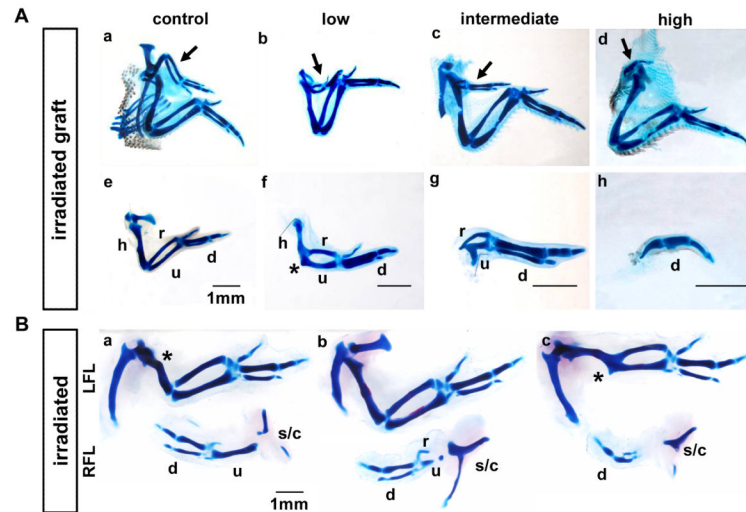 A
control low intermediate high
irradiated graft
a b c d
e f g h
h r u d
h r * u d
r u d
d
1mm
B
irradiated
LFL
RFL
a b c
* *
d u s/c
r u d s/c
d s/c
1mm